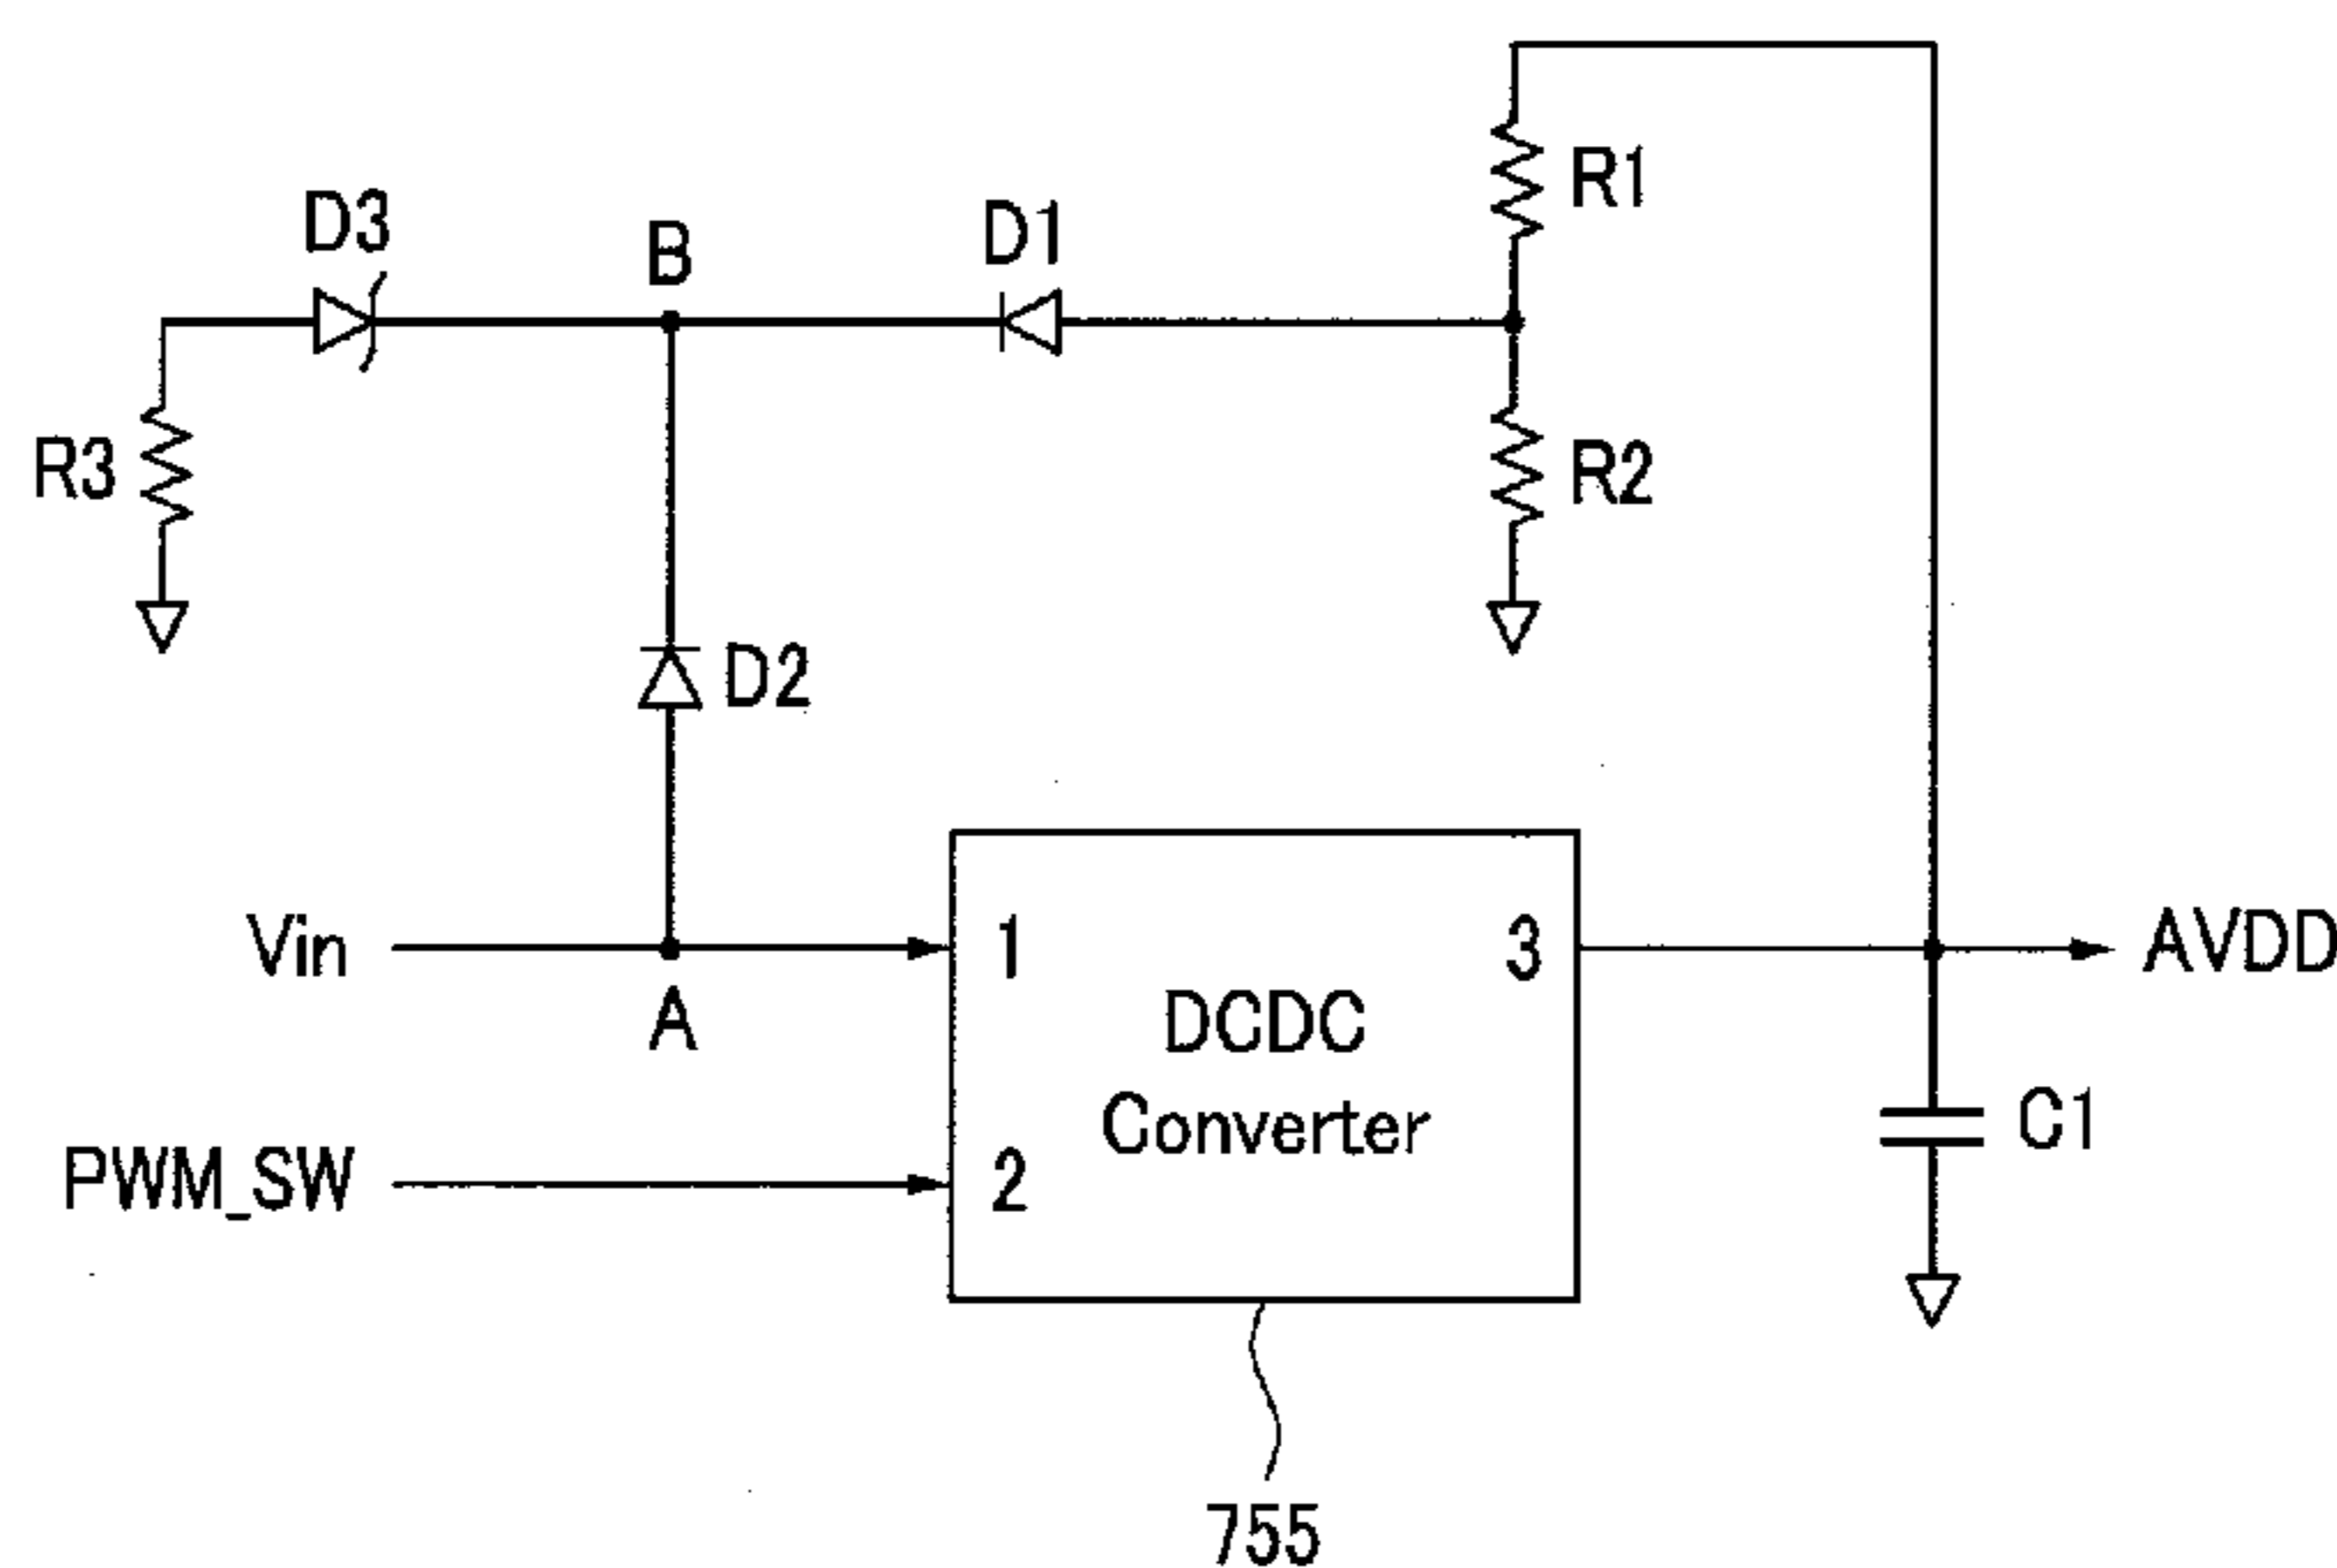 R1
D3
B
D1
R3
R2
D2
Vin
1
3
AVDD
A
DCDC
Converter
C1
PWM_SW
2
755